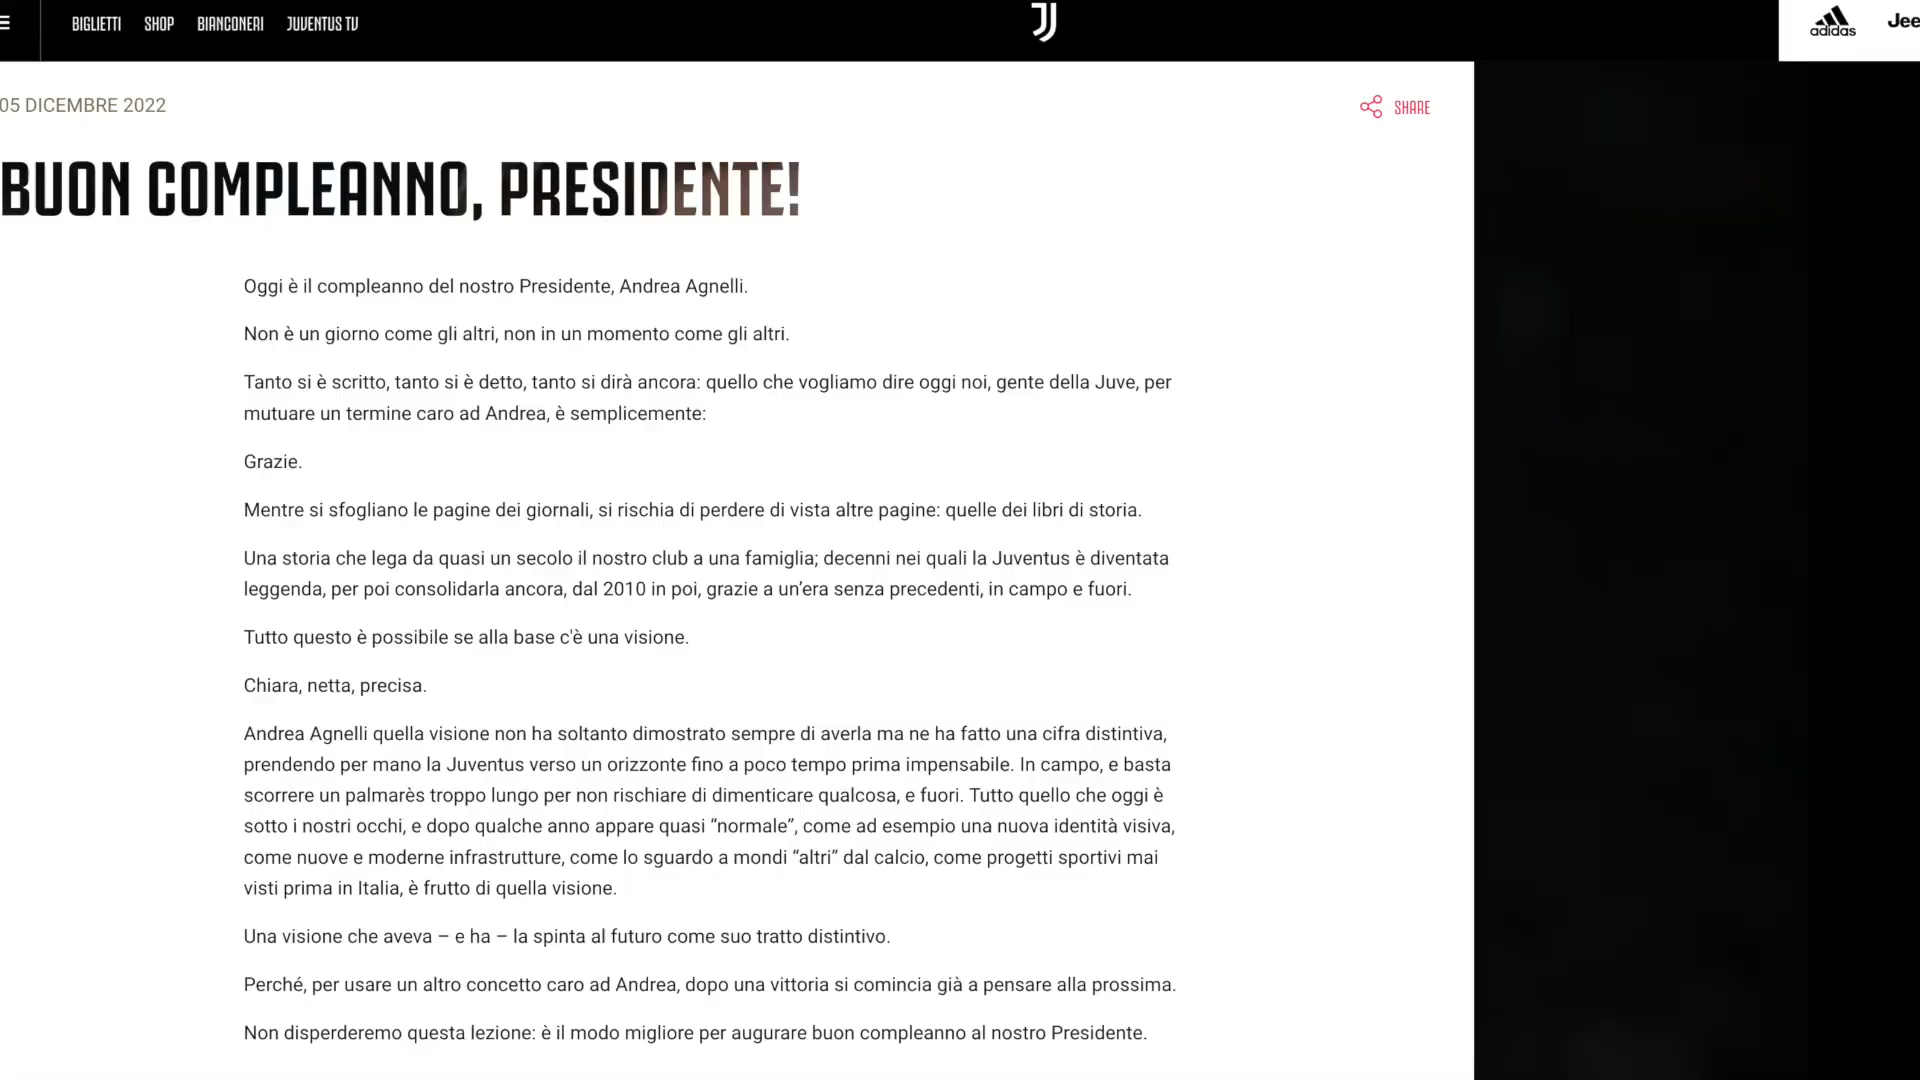 BIGLIETTI SHOP BIANCONERI JUVENTUS TV
adidas
05 DICEMBRE 2022
SHARE
BUON COMPLEANNO, PRESIDENTE!
Oggi è il compleanno del nostro Presidente, Andrea Agnelli.
Non è un giorno come gli altri, non in un momento come gli altri.
Tanto si è scritto, tanto si è detto, tanto si dirà ancora: quello che vogliamo dire oggi noi, gente della Juve, per
mutuare un termine caro ad Andrea, è semplicemente:
Grazie.
Mentre si sfogliano le pagine dei giornali, si rischia di perdere di vista altre pagine: quelle dei libri di storia.
Una storia che lega da quasi un secolo il nostro club a una famiglia; decenni nei quali la Juventus è diventata
leggenda, per poi consolidarla ancora, dal 2010 in poi, grazie a un’era senza precedenti, in campo e fuori.
Tutto questo è possibile se alla base c'è una visione.
Chiara, netta, precisa.
Andrea Agnelli quella visione non ha soltanto dimostrato sempre di averla ma ne ha fatto una cifra distintiva,
prendendo per mano la Juventus verso un orizzonte fino a poco tempo prima impensabile. In campo, e basta
scorrere un palmarès troppo lungo per non rischiare di dimenticare qualcosa, e fuori. Tutto quello che oggi è
sotto i nostri occhi, e dopo qualche anno appare quasi “normale”, come ad esempio una nuova identità visiva,
come nuove e moderne infrastrutture, come lo sguardo a mondi “altri” dal calcio, come progetti sportivi mai
visti prima in Italia, è frutto di quella visione.
Una visione che aveva – e ha – la spinta al futuro come suo tratto distintivo.
Perché, per usare un altro concetto caro ad Andrea, dopo una vittoria si comincia già a pensare alla prossima.
Non disperderemo questa lezione: è il modo migliore per augurare buon compleanno al nostro Presidente.